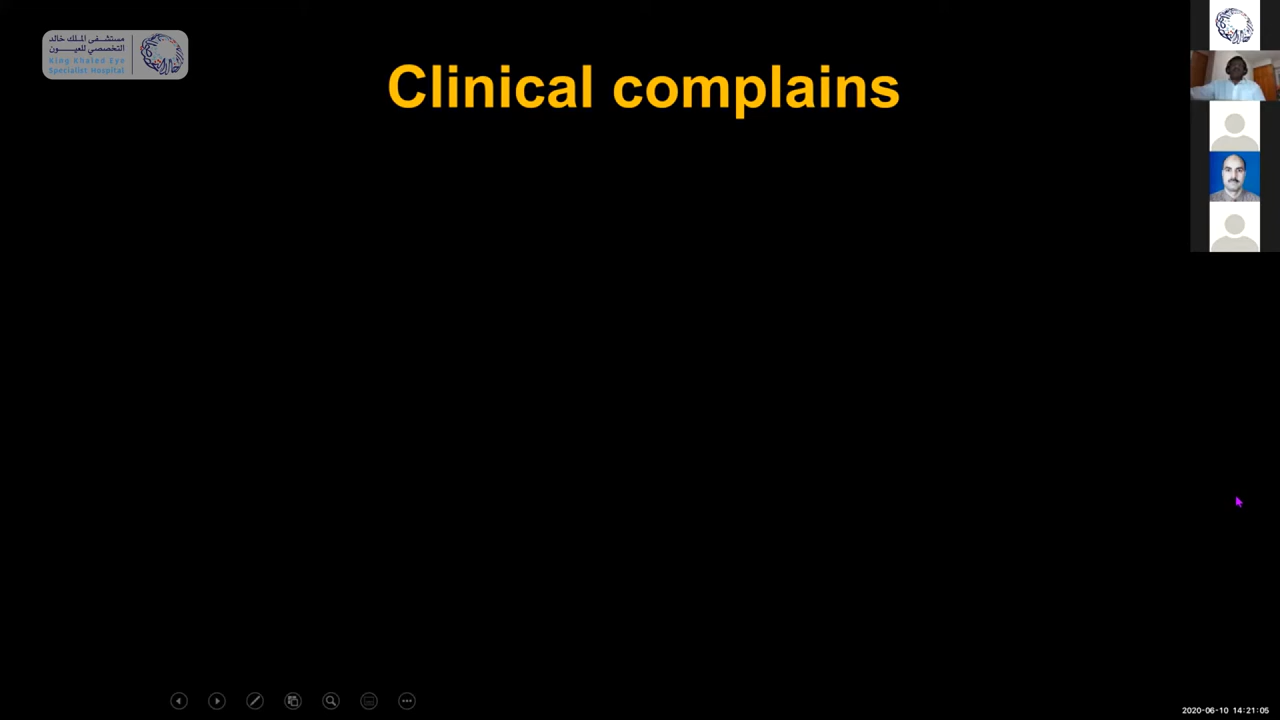 مستشفى الملك خالد
التخصصي للعيون
King Khaled Eye
Specialist Hospital
Clinical complains
2020-06-10 14:21:05